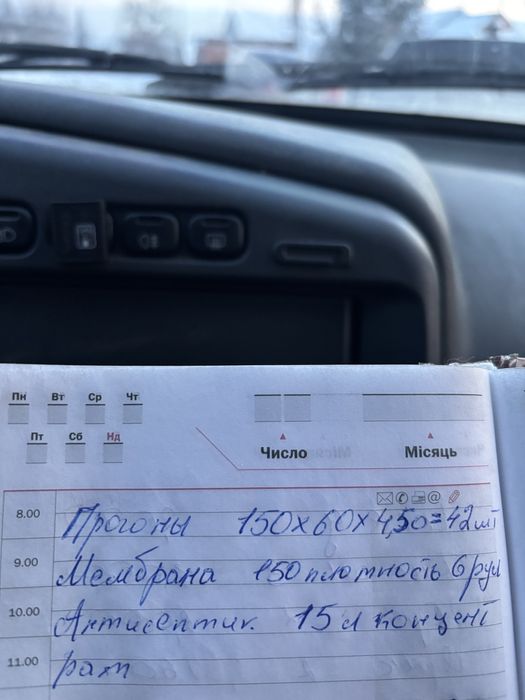 Пн Вт Ср Чт
Пт Сб Нд
Число Місяць
8.00 Прогоны 150х60х4,50=42шт
9.00 Мембрана 150 плотность 6 рул
10.00 Антисептик. 15 л концент
11.00 рат